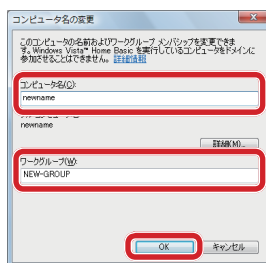 コンピュータ名の変更
このコンピュータの名前およびワークグループ メンバシップを変更できま
す。Windows Vista™ Home Basic を実行しているコンピュータをドメインに
参加させることはできません。詳細情報
コンピュータ名(C):
newname
newname
詳細(M)...
ワークグループ(W):
NEW-GROUP
OK
キャンセル